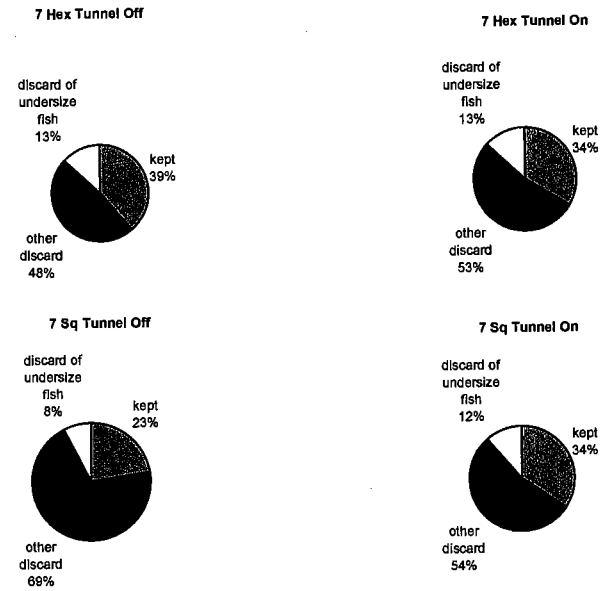 7 Hex Tunnel Off
discard of
undersize
fish
13%
kept
39%
other
discard
48%
7 Hex Tunnel On
discard of
undersize
fish
13%
kept
34%
other
discard
53%
7 Sq Tunnel Off
discard of
undersize
fish
8%
kept
23%
other
discard
69%
7 Sq Tunnel On
discard of
undersize
fish
12%
kept
34%
other
discard
54%